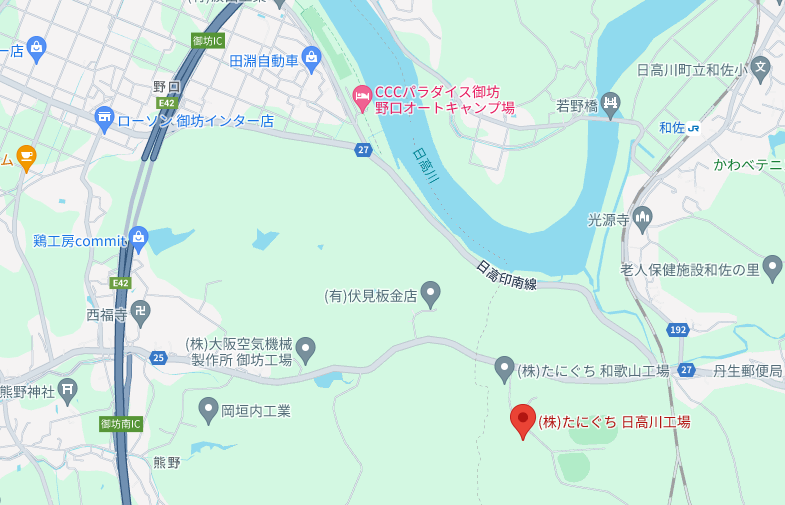 御坊IC
ー店
田淵自動車
野口
E42
ローソン 御坊インター店
CCCパラダイス御坊
野口オートキャンプ場
日高川町立和佐小
文
若野橋
和佐 JR
ム
27
日高川
かわべテニ
光源寺
鶏工房commit
老人保健施設和佐の里
日高印南線
E42
(有)伏見板金店
西福寺
卍
192
(株)大阪空気機械
製作所 御坊工場
25
(株)たにぐち 和歌山工場
27
丹生郵便局
熊野神社
岡垣内工業
(株)たにぐち 日高川工場
御坊南IC
熊野